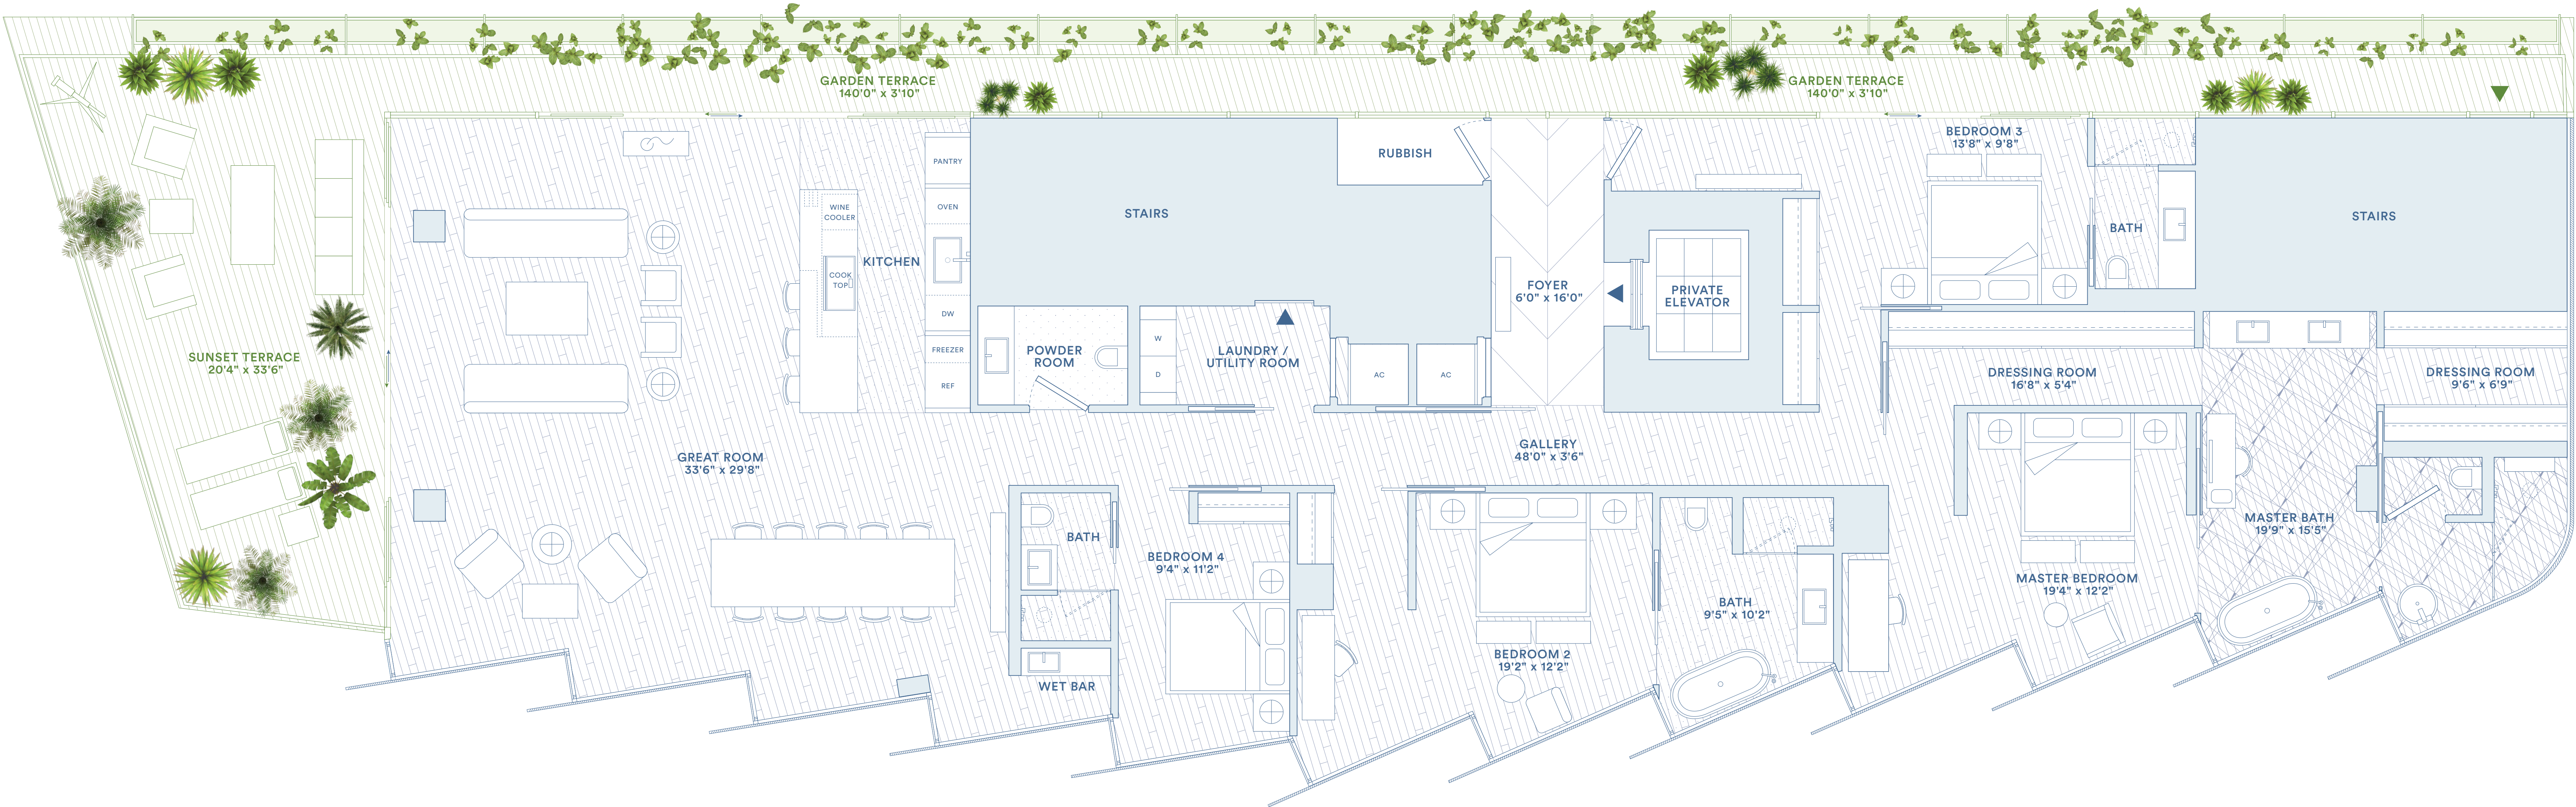 GARDEN TERRACE
140'0" x 3'10"
GARDEN TERRACE
140'0" x 3'10"
BEDROOM 3
13'8" x 9'8"
PANTRY
RUBBISH
OVEN
WINE
COOLER
STAIRS
STAIRS
BATH
KITCHEN
COOK
TOP
FOYER
6'0" x 16'0"
PRIVATE
ELEVATOR
DW
W
FREEZER
POWDER
ROOM
LAUNDRY /
UTILITY ROOM
SUNSET TERRACE
20'4" x 33'6"
D
AC
AC
REF
DRESSING ROOM
16'8" x 5'4"
DRESSING ROOM
9'6" x 6'9"
GALLERY
48'0" x 3'6"
GREAT ROOM
33'6" x 29'8"
MASTER BATH
19'9" x 15'5"
BATH
BEDROOM 4
9'4" x 11'2"
MASTER BEDROOM
19'4" x 12'2"
BATH
9'5" x 10'2"
BEDROOM 2
19'2" x 12'2"
WET BAR